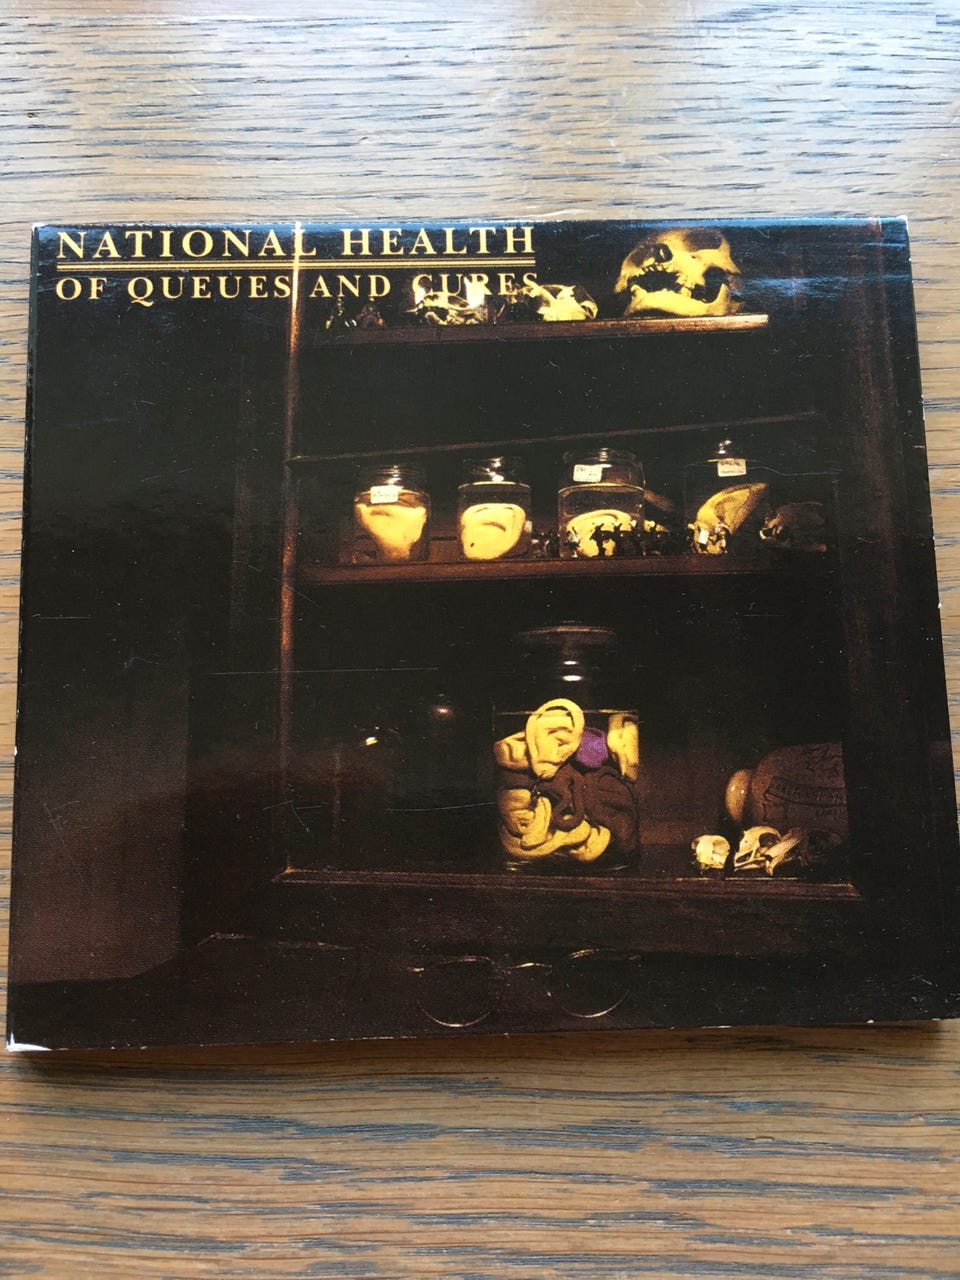 NATIONAL HEALTH
OF QUEUES AND CURES